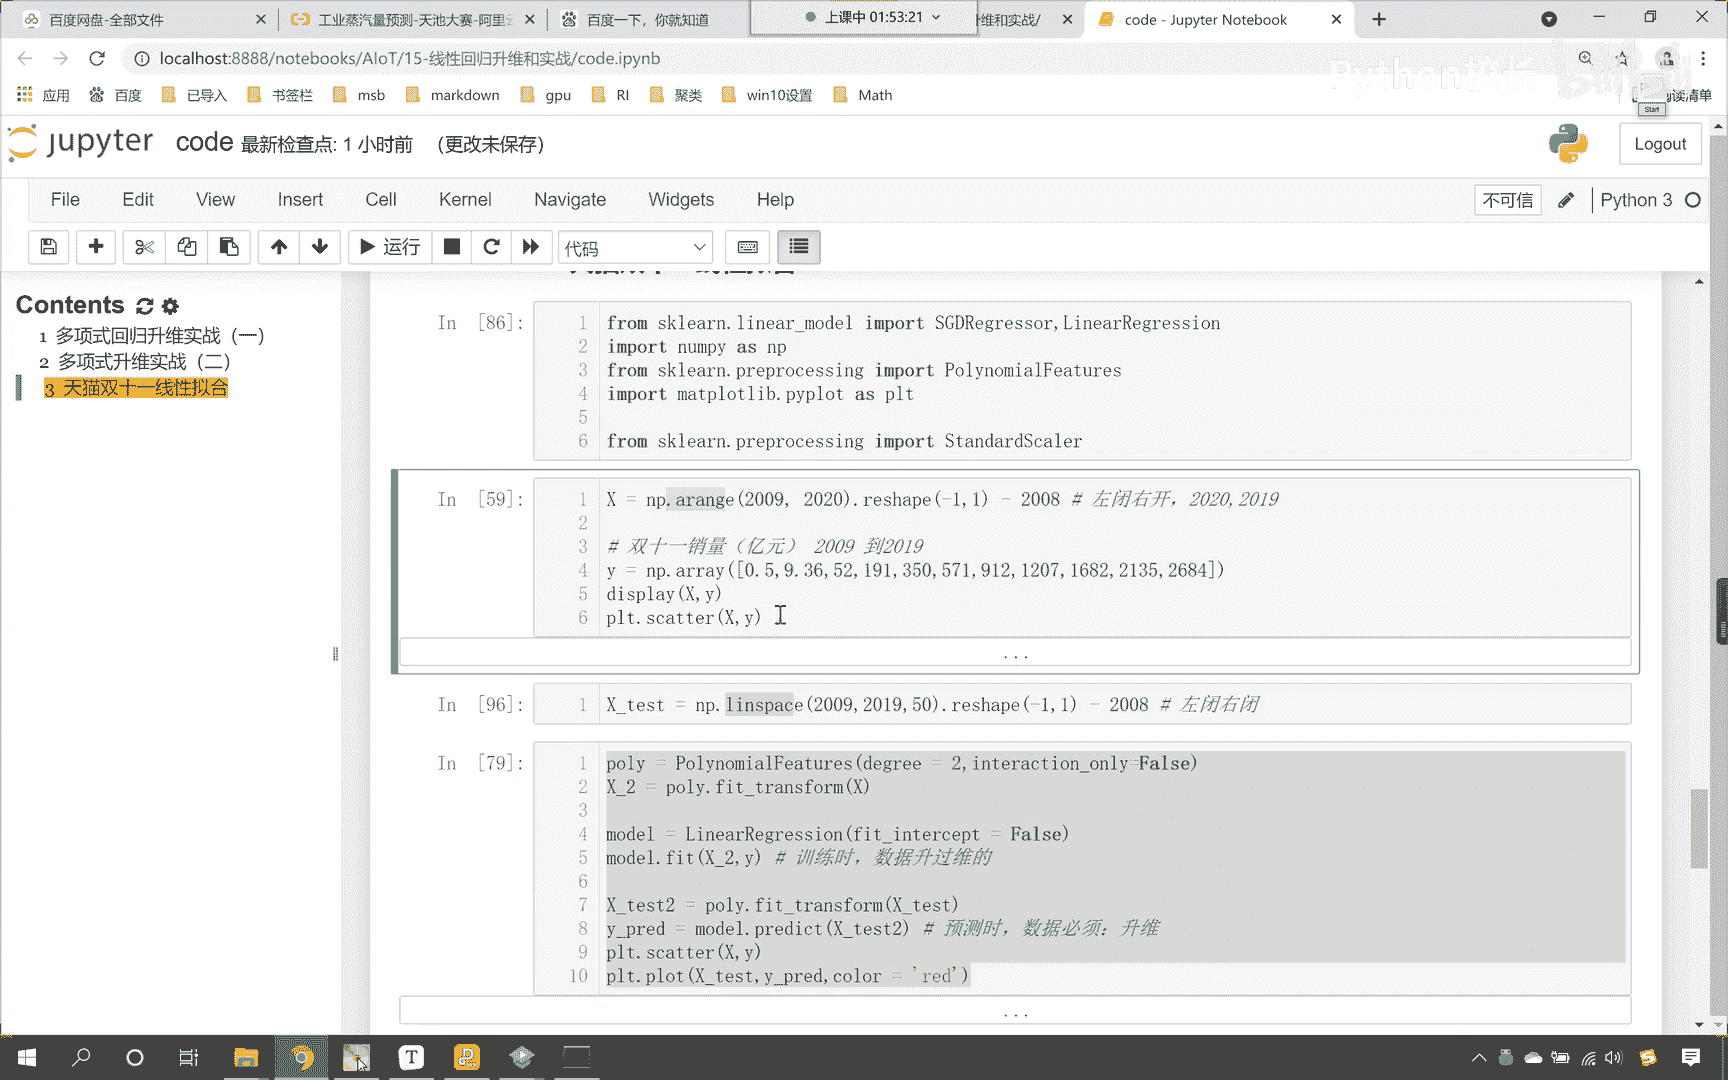 百度网盘-全部文件
工业蒸汽量预测-天池大赛-阿里云
百度一下，你就知道
上课中 01:53:21
维和实战/
code - Jupyter Notebook
localhost:8888/notebooks/AIoT/15-线性回归升维和实战/code.ipynb
Python
bilibili
应用
百度
已导入
书签栏
msb
markdown
gpu
RI
聚类
win10设置
Math
阅读清单
Start
jupyter
code 最新检查点: 1 小时前 (更改未保存)
Logout
File Edit View Insert Cell Kernel Navigate Widgets Help
不可信
Python 3
运行
代码
Contents
1 多项式回归升维实战（一）
2 多项式升维实战（二）
3 天猫双十一线性拟合
In [86]:
1 from sklearn.linear_model import SGDRegressor,LinearRegression
2 import numpy as np
3 from sklearn.preprocessing import PolynomialFeatures
4 import matplotlib.pyplot as plt
5
6 from sklearn.preprocessing import StandardScaler
In [59]:
1 X = np.arange(2009, 2020).reshape(-1,1) - 2008 # 左闭右开，2020,2019
2
3 # 双十一销量（亿元） 2009 到2019
4 y = np.array([0.5,9.36,52,191,350,571,912,1207,1682,2135,2684])
5 display(X,y)
6 plt.scatter(X,y)
...
In [96]:
1 X_test = np.linspace(2009,2019,50).reshape(-1,1) - 2008 # 左闭右闭
In [79]:
1 poly = PolynomialFeatures(degree = 2,interaction_only=False)
2 X_2 = poly.fit_transform(X)
3
4 model = LinearRegression(fit_intercept = False)
5 model.fit(X_2,y) # 训练时，数据升过维的
6
7 X_test2 = poly.fit_transform(X_test)
8 y_pred = model.predict(X_test2) # 预测时，数据必须：升维
9 plt.scatter(X,y)
10 plt.plot(X_test,y_pred,color = 'red')
...